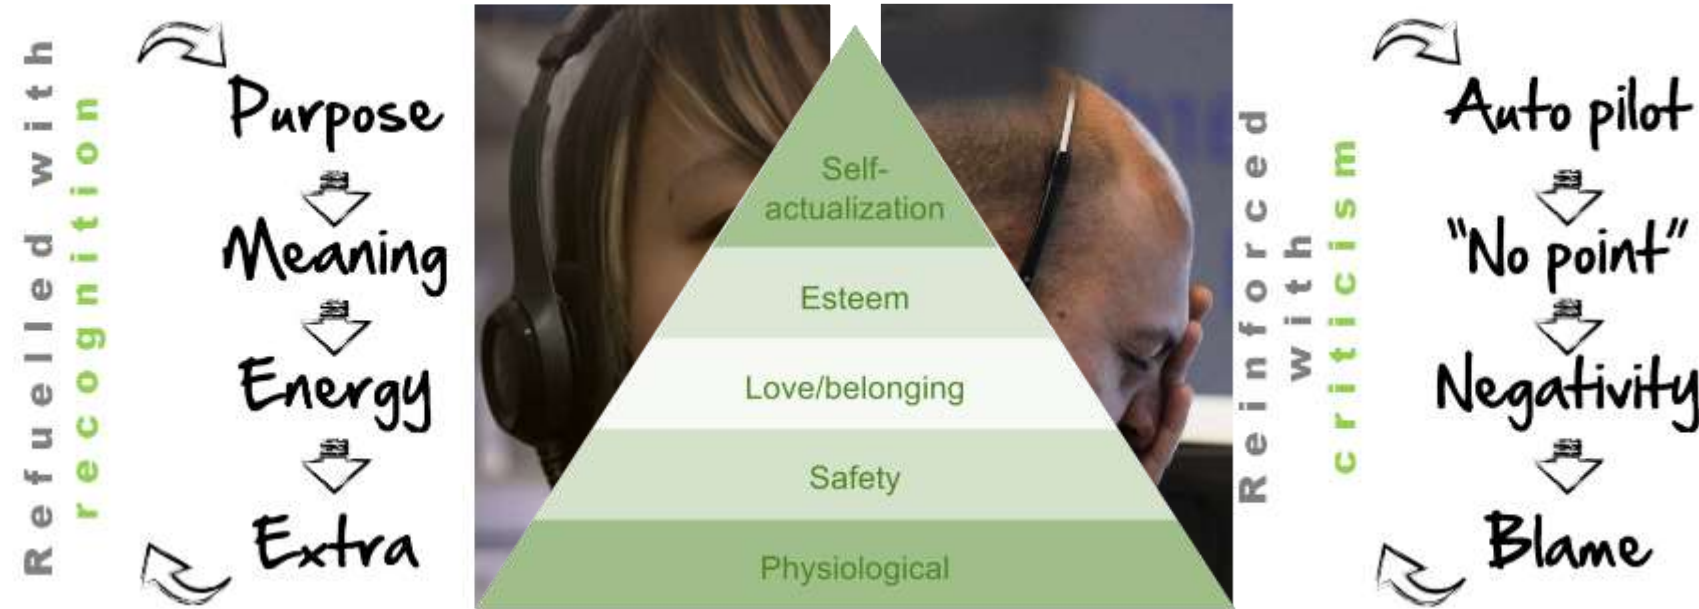 Refuelled with
recognition
Purpose
Meaning
Energy
Extra
Self-
actualization
Esteem
Love/belonging
Safety
Physiological
Reinforced
with
criticism
Auto pilot
"No point"
Negativity
Blame